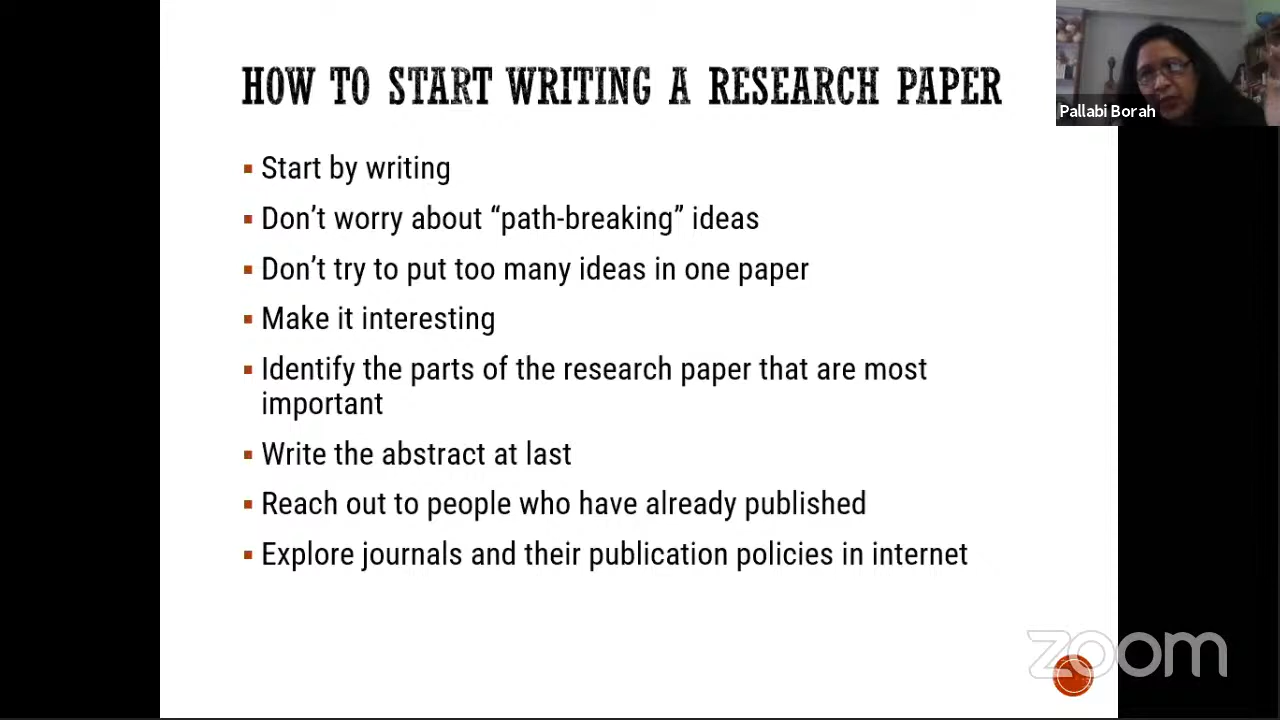 HOW TO START WRITING A RESEARCH PAPER
Pallabi Borah
▪ Start by writing
▪ Don’t worry about “path-breaking” ideas
▪ Don’t try to put too many ideas in one paper
▪ Make it interesting
▪ Identify the parts of the research paper that are most
important
▪ Write the abstract at last
▪ Reach out to people who have already published
▪ Explore journals and their publication policies in internet
zoom